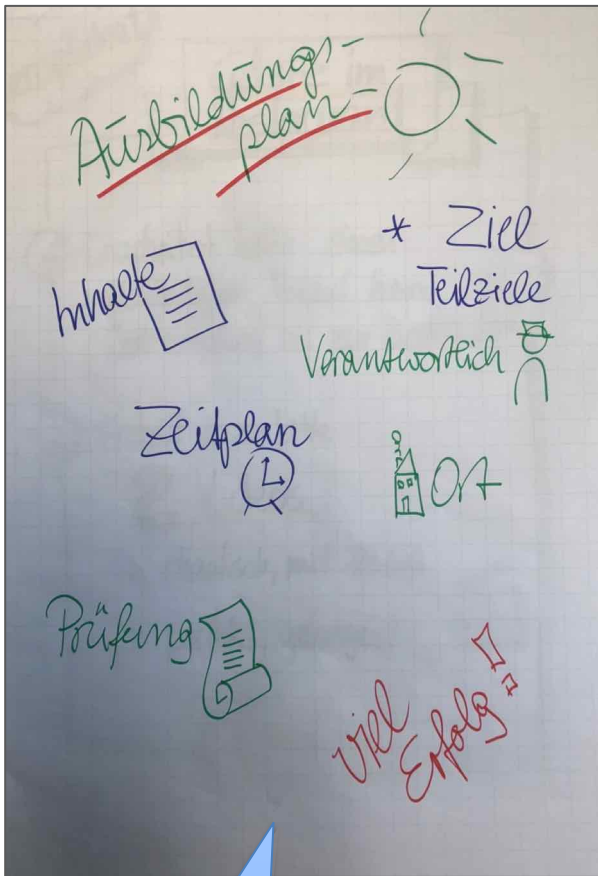 Ausbildungs-
plan-
* Ziel
Teilziele
Inhalte
Verantwortlich
Zeitplan
Ort
Prüfung
Viel
Erfolg!